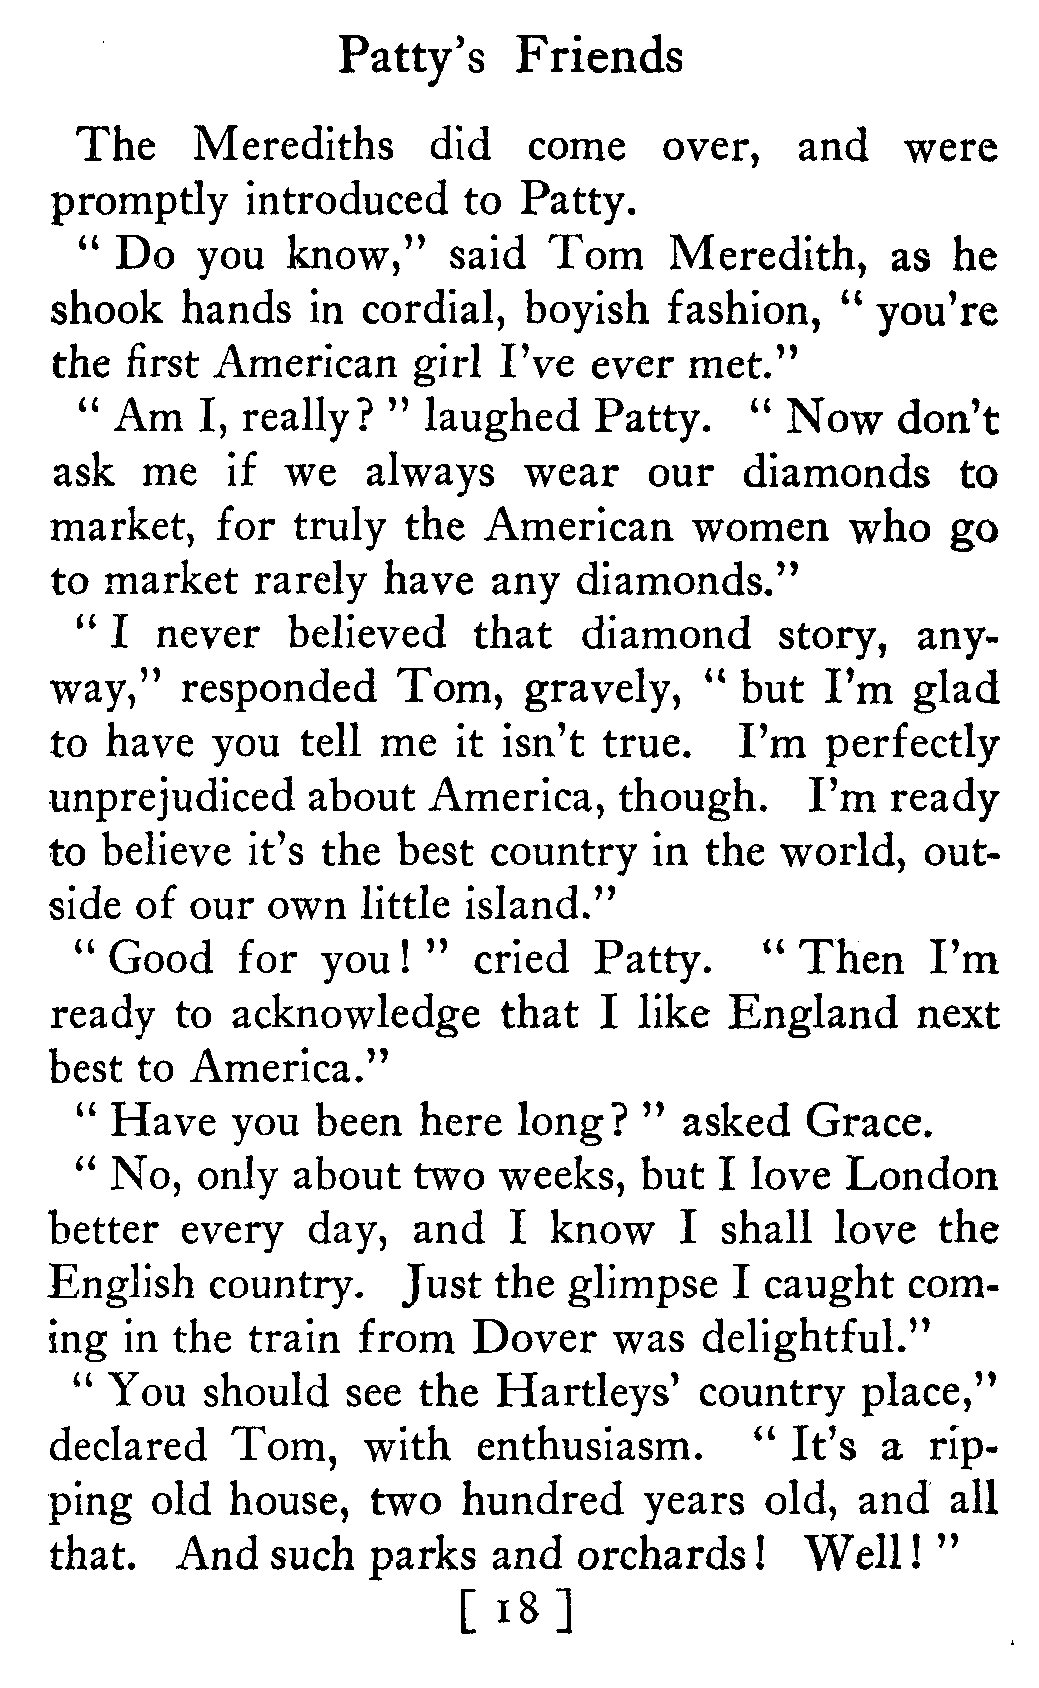 Patty's Friends
The Merediths did come over, and were
promptly introduced to Patty.
" Do you know," said Tom Meredith, as he
shook hands in cordial, boyish fashion, " you're
the first American girl I've ever met."
" Am I, really? " laughed Patty. " Now don't
ask me if we always wear our diamonds to
market, for truly the American women who go
to market rarely have any diamonds."
" I never believed that diamond story, any-
way," responded Tom, gravely, " but I'm glad
to have you tell me it isn't true. I'm perfectly
unprejudiced about America, though. I'm ready
to believe it's the best country in the world, out-
side of our own little island."
" Good for you! " cried Patty. " Then I'm
ready to acknowledge that I like England next
best to America."
" Have you been here long? " asked Grace.
" No, only about two weeks, but I love London
better every day, and I know I shall love the
English country. Just the glimpse I caught com-
ing in the train from Dover was delightful."
" You should see the Hartleys' country place,"
declared Tom, with enthusiasm. " It's a rip-
ping old house, two hundred years old, and all
that. And such parks and orchards! Well! "
[ 18 ]